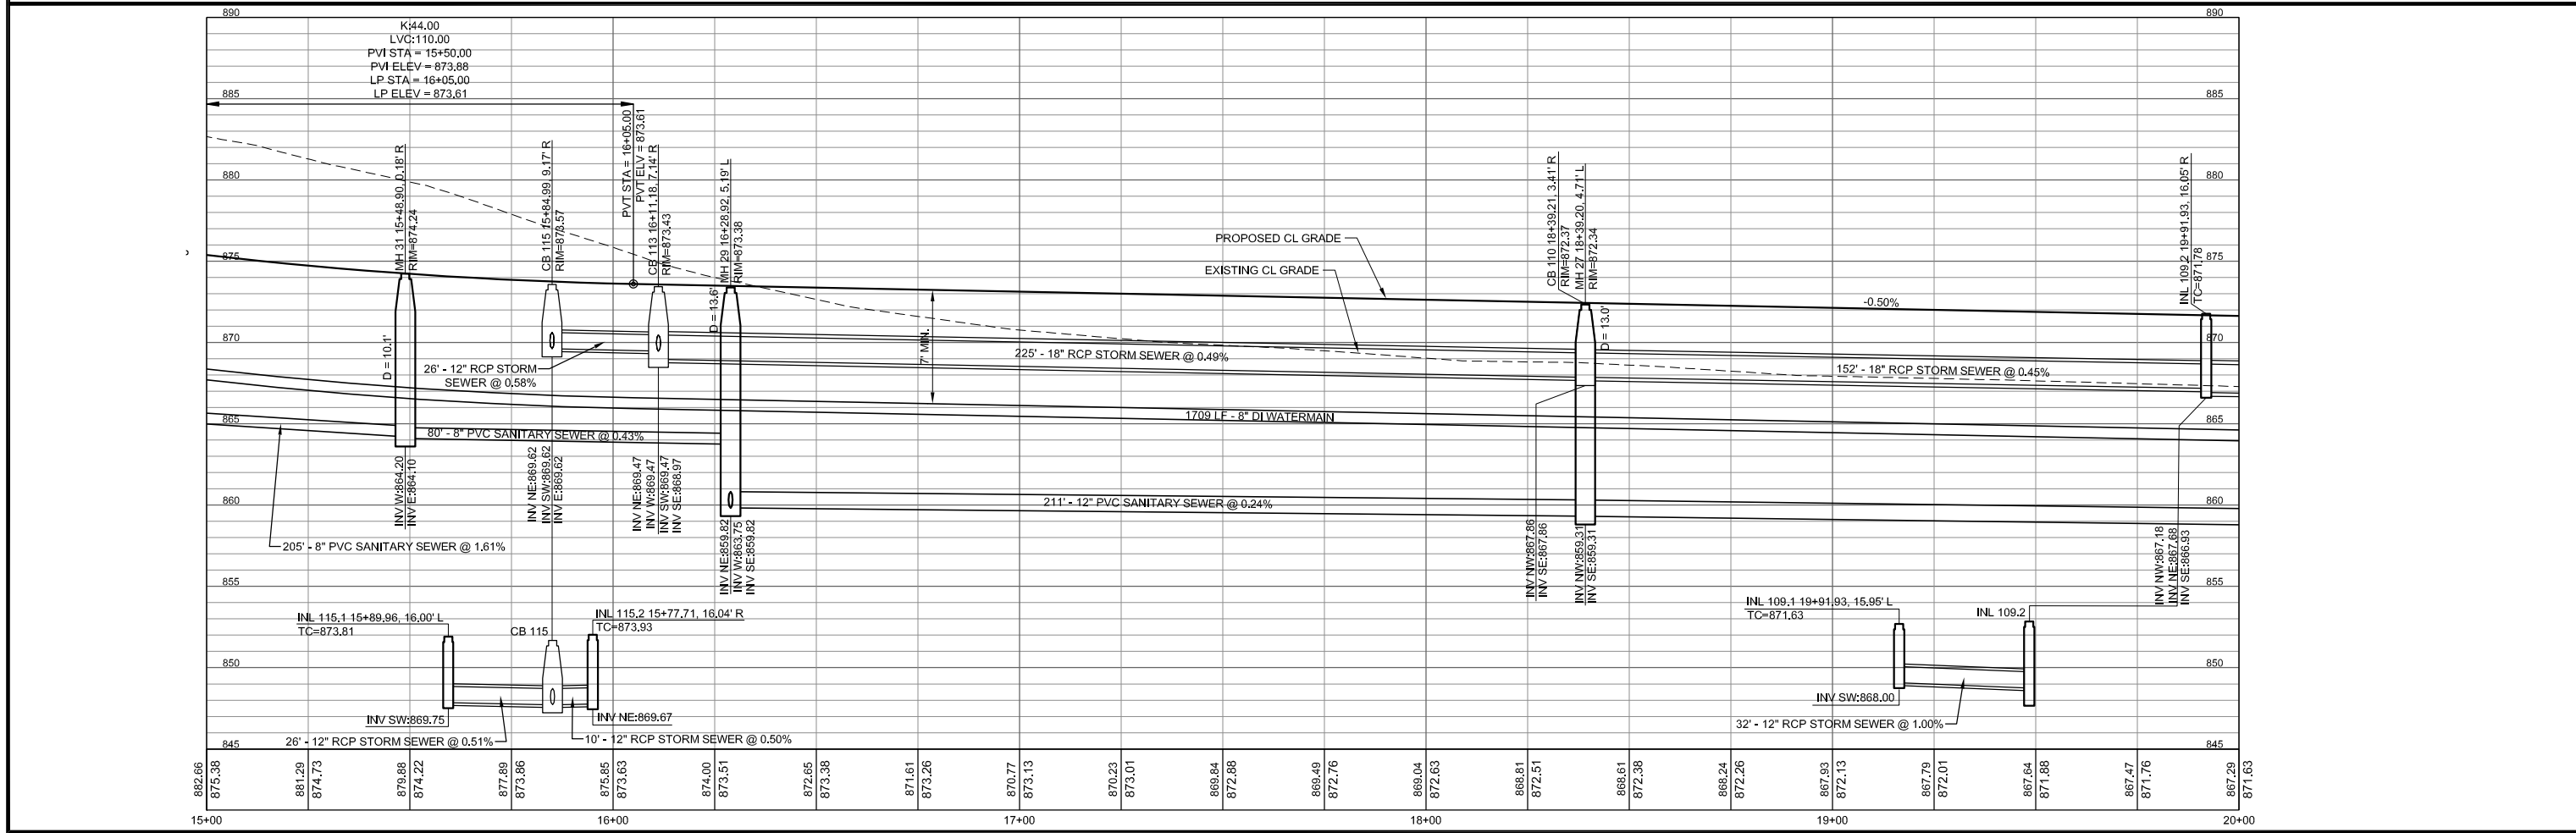 890
890
K:44.00
LVC:110.00
PVI STA = 15+50.00
PVI ELEV = 873.88
LP STA = 16+05.00
LP ELEV = 873.61
885
885
PVT STA = 16+05.00
PVT ELV = 873.61
MH 31 15+48.90, 0.18' R
RIM=874.24
CB 115 15+84.99, 9.17' R
RIM=873.57
CB 113 16+11.18, 7.14' R
RIM=873.43
MH 29 16+28.92, 5.19' L
RIM=873.38
CB 110 18+39.21, 3.41' R
RIM=872.37
MH 27 18+39.20, 4.71' L
RIM=872.34
INL 109.2 19+91.93, 16.05' R
TC=871.78
880
880
PROPOSED CL GRADE
EXISTING CL GRADE
875
875
-0.50%
D = 10.1'
D = 13.6'
7' MIN.
D = 13.0'
870
870
225' - 18" RCP STORM SEWER @ 0.49%
26' - 12" RCP STORM
SEWER @ 0.58%
152' - 18" RCP STORM SEWER @ 0.45%
1709 LF - 8" DI WATERMAIN
865
865
80' - 8" PVC SANITARY SEWER @ 0.43%
INV W:864.20
INV E:864.10
INV NE:869.62
INV SW:869.62
INV E:869.62
INV NE:869.47
INV W:869.47
INV SW:869.47
INV SE:868.97
860
860
211' - 12" PVC SANITARY SEWER @ 0.24%
205' - 8" PVC SANITARY SEWER @ 1.61%
INV NE:859.82
INV W:863.75
INV SE:859.82
INV NW:867.86
INV SE:867.86
INV NW:859.31
INV SE:859.31
INV NW:867.18
INV NE:867.68
INV SE:866.93
855
855
INL 115.1 15+89.96, 16.00' L
TC=873.81
CB 115
INL 115.2 15+77.71, 16.04' R
TC=873.93
INL 109.1 19+91.93, 15.95' L
TC=871.63
INL 109.2
850
850
INV SW:869.75
INV NE:869.67
INV SW:868.00
26' - 12" RCP STORM SEWER @ 0.51%
10' - 12" RCP STORM SEWER @ 0.50%
32' - 12" RCP STORM SEWER @ 1.00%
845
845
882.66
875.38
881.29
874.73
879.88
874.22
877.89
873.86
875.85
873.63
874.00
873.51
872.65
873.38
871.61
873.26
870.77
873.13
870.23
873.01
869.84
872.88
869.49
872.76
869.04
872.63
868.81
872.51
868.61
872.38
868.24
872.26
867.93
872.13
867.79
872.01
867.64
871.88
867.47
871.76
867.29
871.63
15+00
16+00
17+00
18+00
19+00
20+00